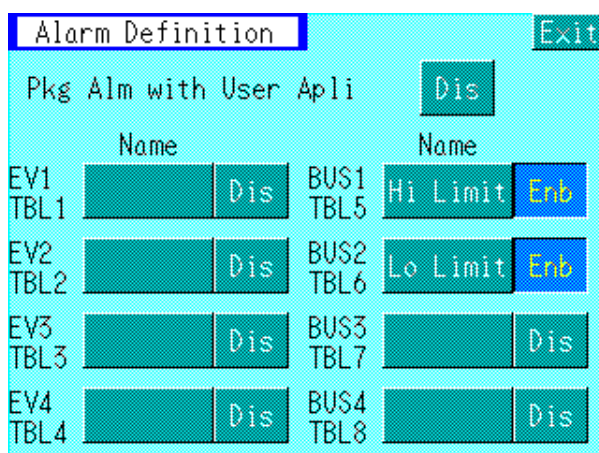 Alarm Definition Exit
Pkg Alm with User Apli Dis
Name Name
EV1 BUS1
TBL1 Dis TBL5 Hi Limit Enb
EV2 BUS2
TBL2 Dis TBL6 Lo Limit Enb
EV3 BUS3
TBL3 Dis TBL7 Dis
EV4 BUS4
TBL4 Dis TBL8 Dis